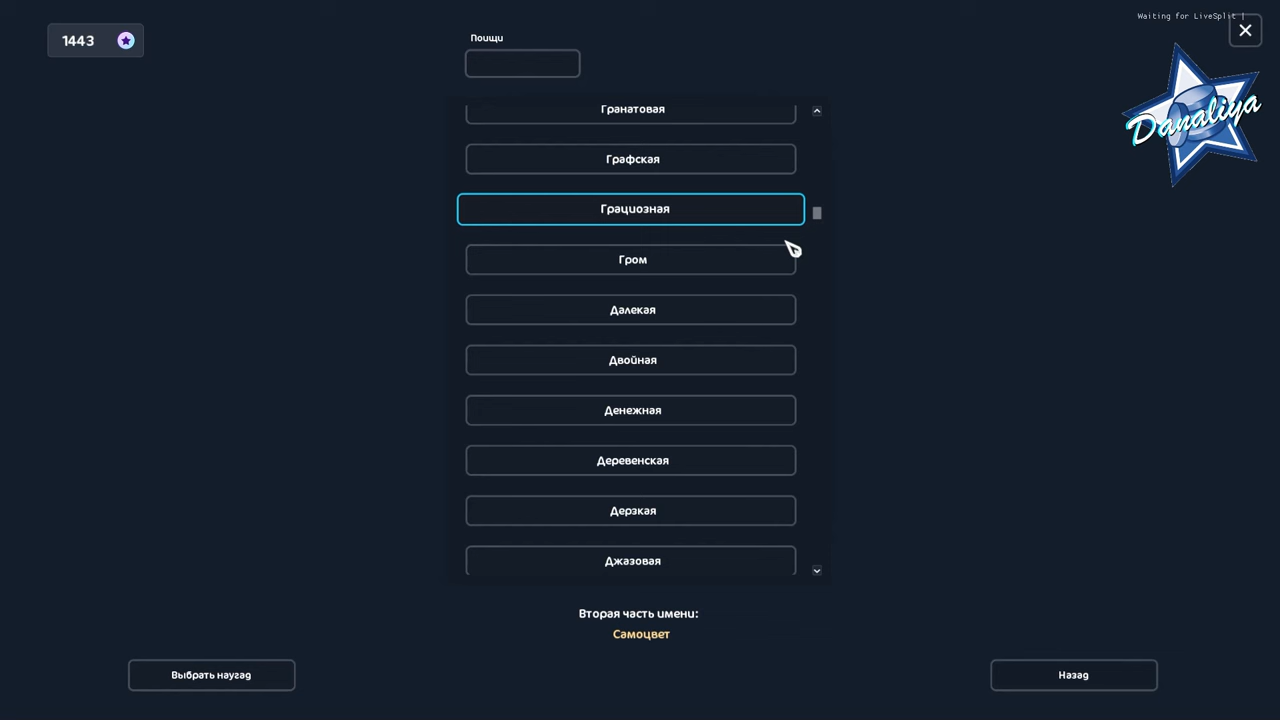 Waiting for LiveSplit |
1443
Поищи
Danaliya
Гранатовая
Графская
Грациозная
Гром
Далекая
Двойная
Денежная
Деревенская
Дерзкая
Джазовая
Вторая часть имени:
Самоцвет
Выбрать наугад
Назад